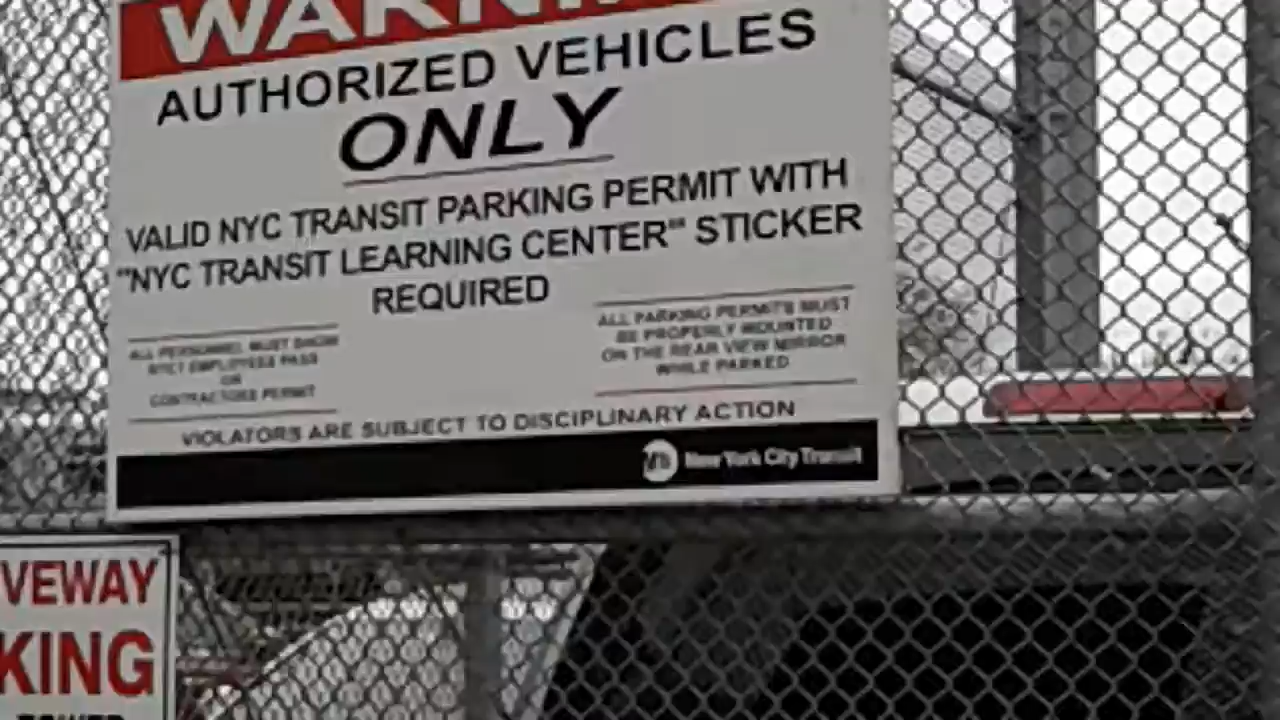 WARNI
AUTHORIZED VEHICLES
ONLY
VALID NYC TRANSIT PARKING PERMIT WITH
"NYC TRANSIT LEARNING CENTER" STICKER
REQUIRED
ALL PERSONNEL MUST SHOW
NYCT EMPLOYEES PASS
OR
CONTRACTORS PERMIT
ALL PARKING PERMITS MUST
BE PROPERLY MOUNTED
ON THE REAR VIEW MIRROR
WHILE PARKED
VIOLATORS ARE SUBJECT TO DISCIPLINARY ACTION
New York City Transit
VEWAY
KING